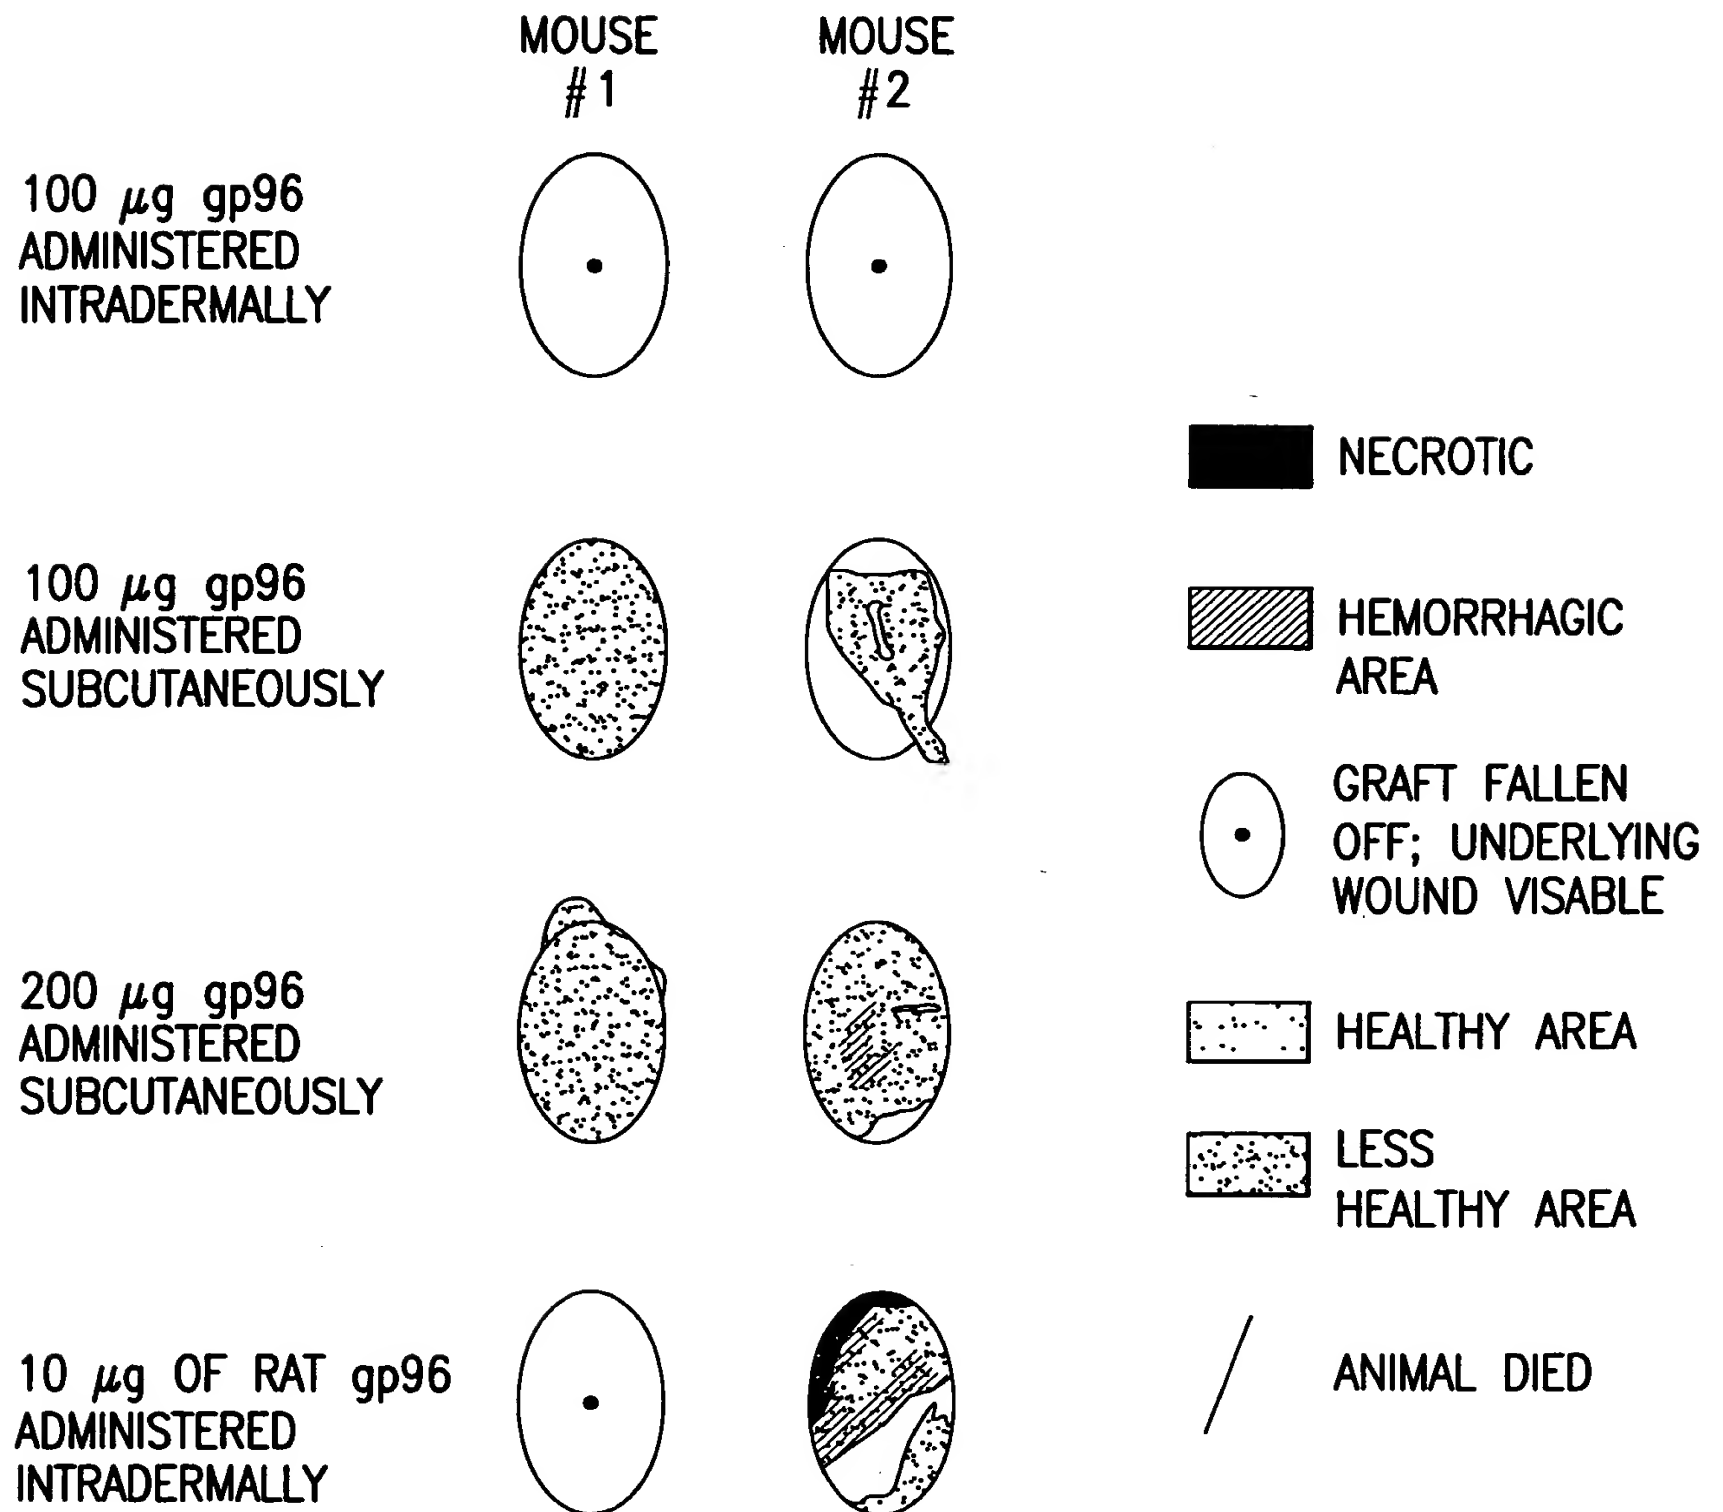 MOUSE
#1
MOUSE
#2
100 μg gp96
ADMINISTERED
INTRADERMALLY
100 μg gp96
ADMINISTERED
SUBCUTANEOUSLY
200 μg gp96
ADMINISTERED
SUBCUTANEOUSLY
10 μg OF RAT gp96
ADMINISTERED
INTRADERMALLY
NECROTIC
HEMORRHAGIC
AREA
GRAFT FALLEN
OFF; UNDERLYING
WOUND VISABLE
HEALTHY AREA
LESS
HEALTHY AREA
ANIMAL DIED